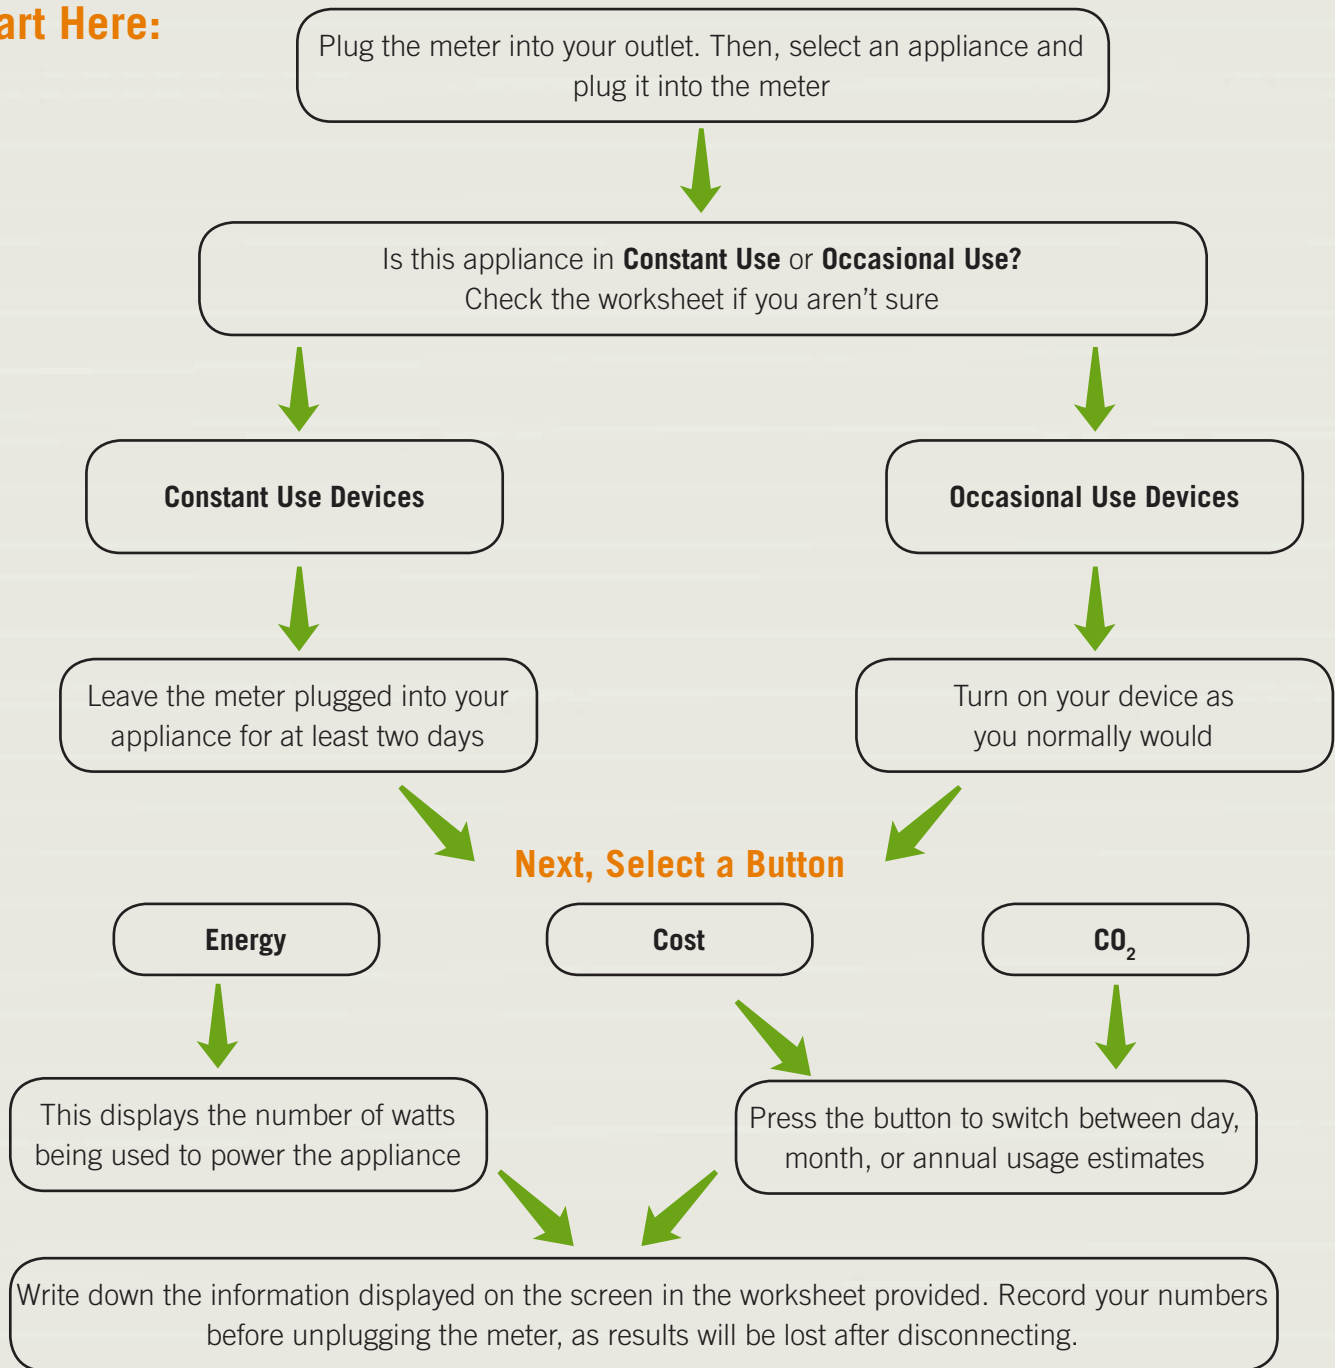 art Here:
Plug the meter into your outlet. Then, select an appliance and
plug it into the meter
Is this appliance in Constant Use or Occasional Use?
Check the worksheet if you aren't sure
Constant Use Devices
Occasional Use Devices
Leave the meter plugged into your
appliance for at least two days
Turn on your device as
you normally would
Next, Select a Button
Energy
Cost
CO₂
This displays the number of watts
being used to power the appliance
Press the button to switch between day,
month, or annual usage estimates
Write down the information displayed on the screen in the worksheet provided. Record your numbers
before unplugging the meter, as results will be lost after disconnecting.